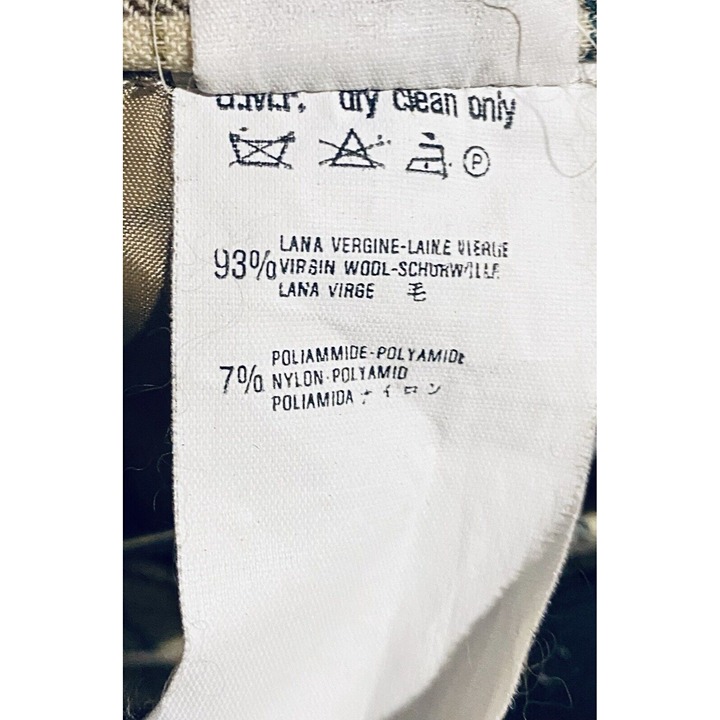 dry clean only
P
93% LANA VERGINE-LAINE VIERGE
VIRGIN WOOL-SCHURWOLLE
LANA VIRGE 毛
7% POLIAMMIDE-POLYAMIDE
NYLON-POLYAMID
POLIAMIDA ナイロン